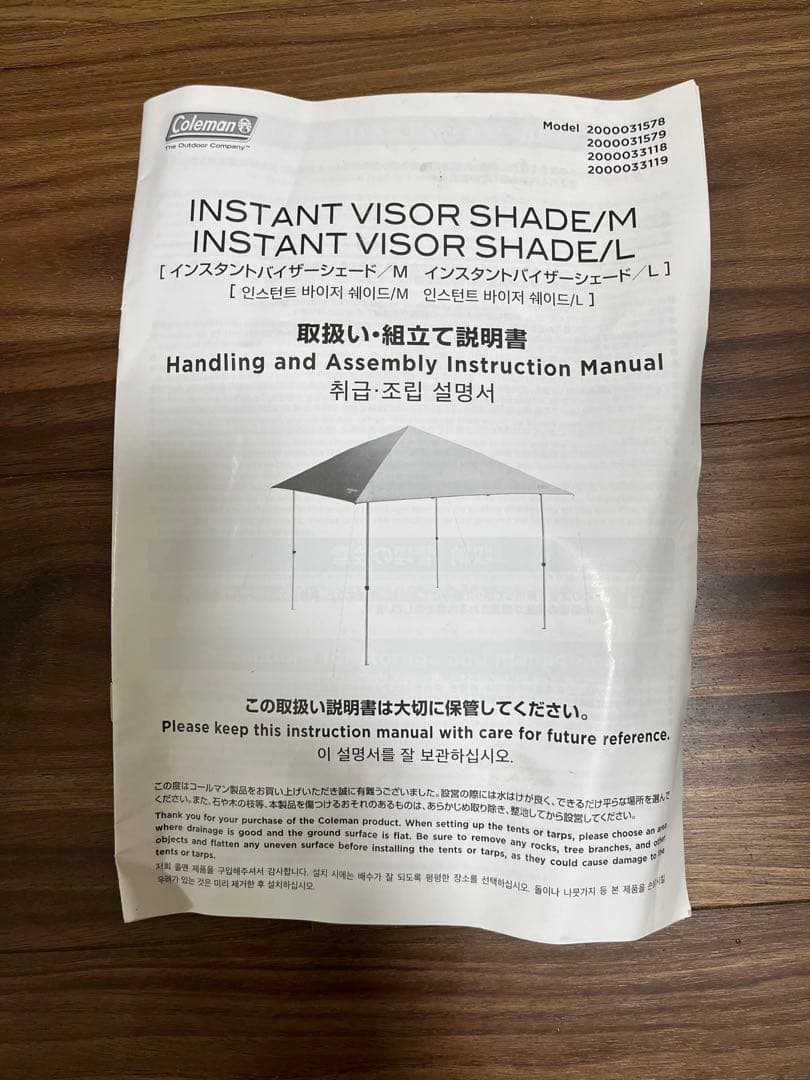 Coleman
The Outdoor Company™
Model 2000031578
2000031579
2000033118
2000033119
INSTANT VISOR SHADE/M
INSTANT VISOR SHADE/L
[ インスタントバイザーシェード／M インスタントバイザーシェード／L ]
[ 인스턴트 바이저 쉐이드/M 인스턴트 바이저 쉐이드/L ]
取扱い・組立て説明書
Handling and Assembly Instruction Manual
취급·조립 설명서
この取扱い説明書は大切に保管してください。
Please keep this instruction manual with care for future reference.
이 설명서를 잘 보관하십시오.
この度はコールマン製品をお買い上げいただき誠に有難うございました。設営の際には水はけが良く、できるだけ平らな場所を選んで
ください。また、石や木の枝等、本製品を傷つけるおそれのあるものは、あらかじめ取り除き、整地してから設営してください。
Thank you for your purchase of the Coleman product. When setting up the tents or tarps, please choose an area
where drainage is good and the ground surface is flat. Be sure to remove any rocks, tree branches, and other
objects and flatten any uneven surface before installing the tents or tarps, as they could cause damage to the
tents or tarps.
저희 콜맨 제품을 구입해주셔서 감사합니다. 설치 시에는 배수가 잘 되도록 평평한 장소를 선택하십시오. 돌이나 나뭇가지 등 본 제품을
우려가 있는 것은 미리 제거한 후 설치하십시오.